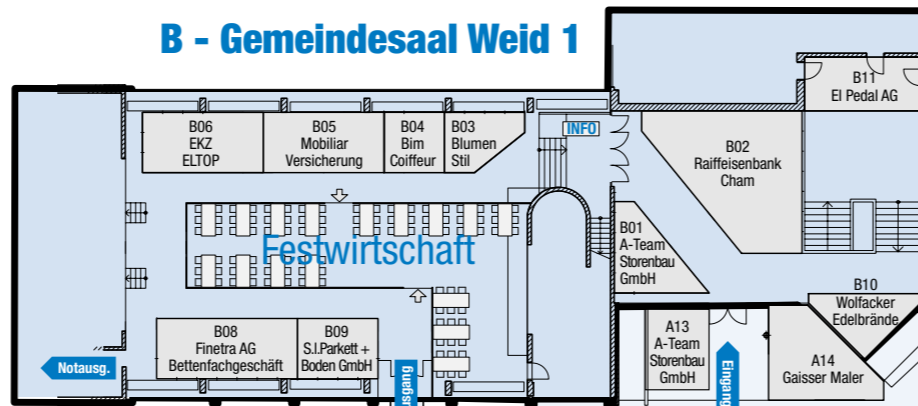 B - Gemeindesaal Weid 1
B11
El Pedal AG
B06
EKZ
ELTOP
B05
Mobiliar
Versicherung
B04
Bim
Coiffeur
B03
Blumen
Stil
INFO
B02
Raiffeisenbank
Cham
B01
A-Team
Storenbau
GmbH
Festwirtschaft
B10
Wolfacker
Edelbrände
B08
Finetra AG
Bettenfachgeschäft
B09
S.I.Parkett +
Boden GmbH
A13
A-Team
Storenbau
GmbH
A14
Gaisser Maler
Notausg.
Eingang